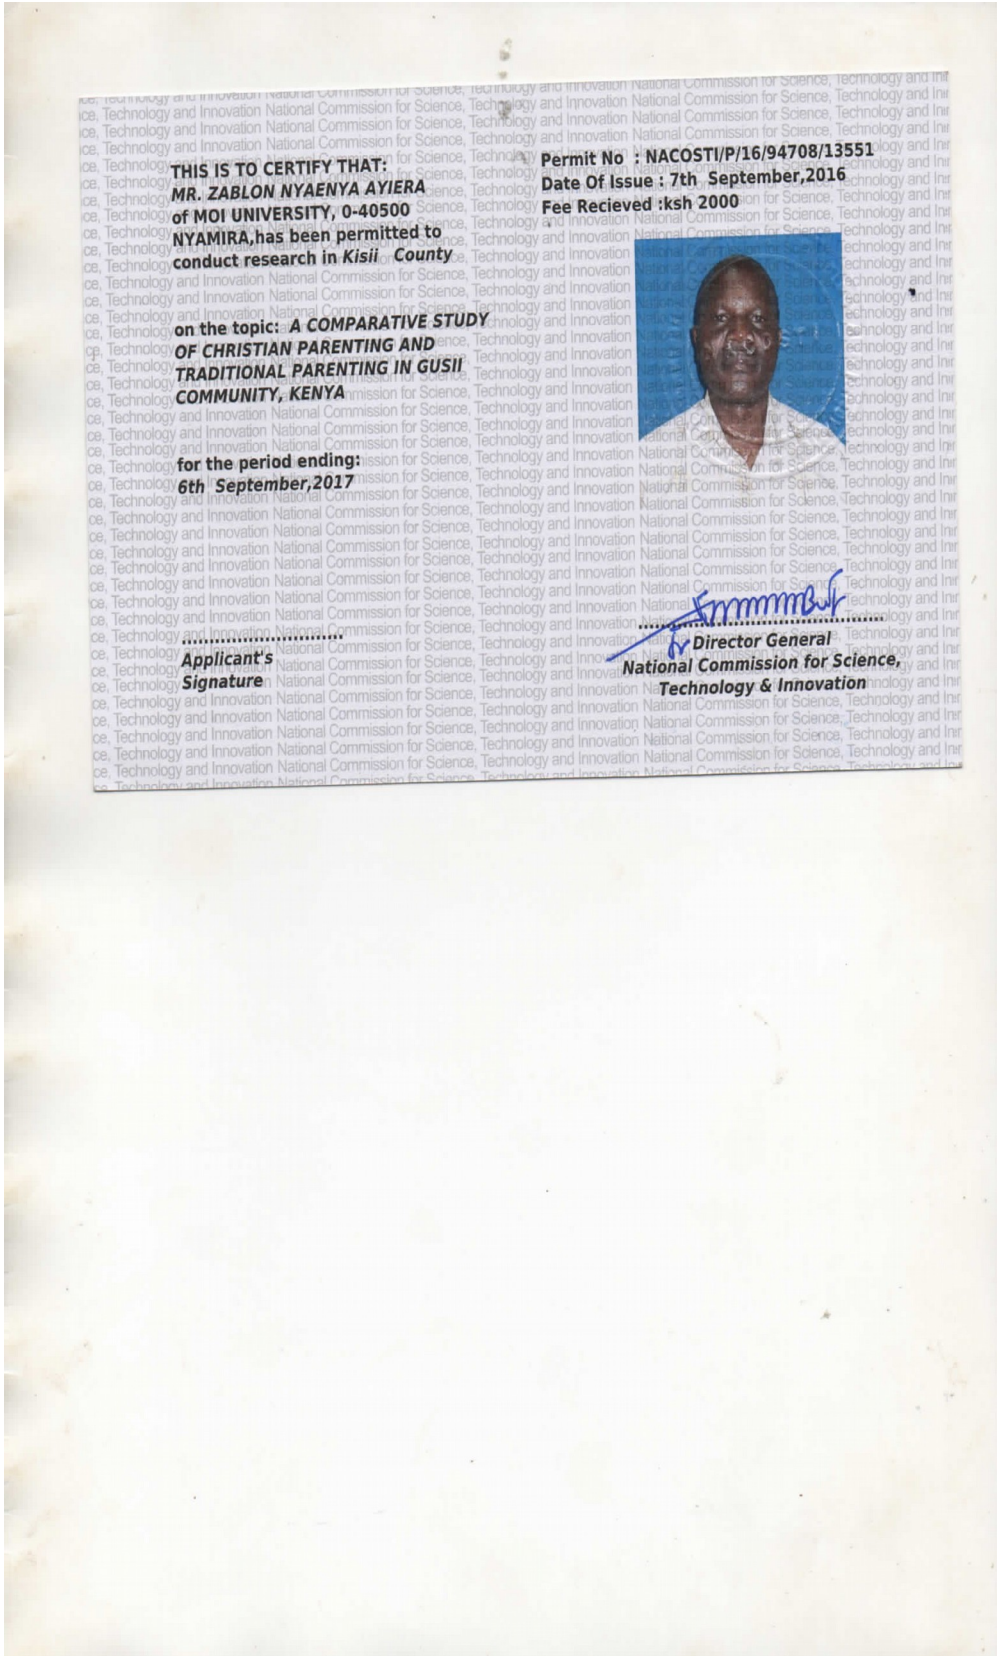 THIS IS TO CERTIFY THAT:
MR. ZABLON NYAENYA AYIERA
of MOI UNIVERSITY, 0-40500
NYAMIRA,has been permitted to
conduct research in Kisii County
on the topic: A COMPARATIVE STUDY
OF CHRISTIAN PARENTING AND
TRADITIONAL PARENTING IN GUSII
COMMUNITY, KENYA
for the period ending:
6th September,2017
Applicant's
Signature
Permit No : NACOSTI/P/16/94708/13551
Date Of Issue : 7th September,2016
Fee Recieved :ksh 2000
Director General
National Commission for Science,
Technology & Innovation